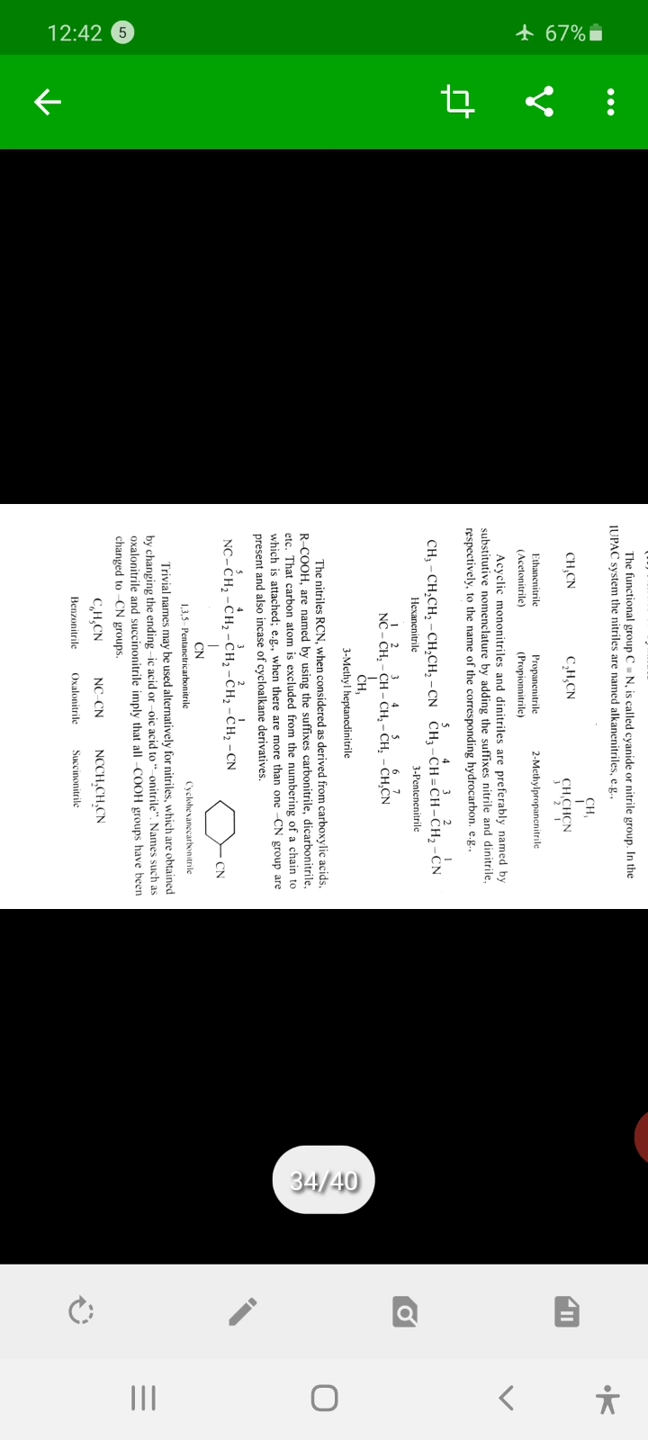 12:42 5 67%
The functional group C ≡ N, is called cyanide or nitrile group. In the
IUPAC system the nitriles are named alkanenitriles, e.g.,
CH₃
|
CH₃CN C₂H₅CN CH₃CHCN
3 2 1
Ethanenitrile Propanenitrile 2-Methylpropanenitrile
(Acetonitrile) (Propionnitrile)
Acyclic mononitriles and dinitriles are preferably named by
substitutive nomenclature by adding the suffixes nitrile and dinitrile,
respectively, to the name of the corresponding hydrocarbon. e.g.,
5 4 3 2 1
CH₃ – CH₂CH₂ – CH₂CH₂ – CN CH₃ – CH = CH – CH₂ – CN
Hexanenitrile 3-Pentenenitrile
1 2 3 4 5 6 7
NC – CH₂ – CH – CH₂ – CH₂ – CH₂CN
|
CH₃
3-Methyl heptanedinitrile
The nitriles RCN, when considered as derived from carboxylic acids,
R–COOH, are named by using the suffixes carbonitrile, dicarbonitrile,
etc. That carbon atom is excluded from the numbering of a chain to
which is attached; e.g., when there are more than one –CN group are
present and also incase of cycloalkane derivatives.
5 4 3 2 1
NC – CH₂ – CH₂ – CH₂ – CH₂ – CH₂ – CN
|
CN
– CN
1,3,5- Pentanetricarbonitrile Cyclohexanecarbonitrile
Trivial names may be used alternatively for nitriles, which are obtained
by changing the ending –ic acid or –oic acid to "–onitrile". Names such as
oxalonitrile and succinonitrile imply that all –COOH groups have been
changed to –CN groups.
C₆H₅CN NC–CN NCCH₂CH₂CN
Benzonitrile Oxalonitrile Succinonitrile
34/40